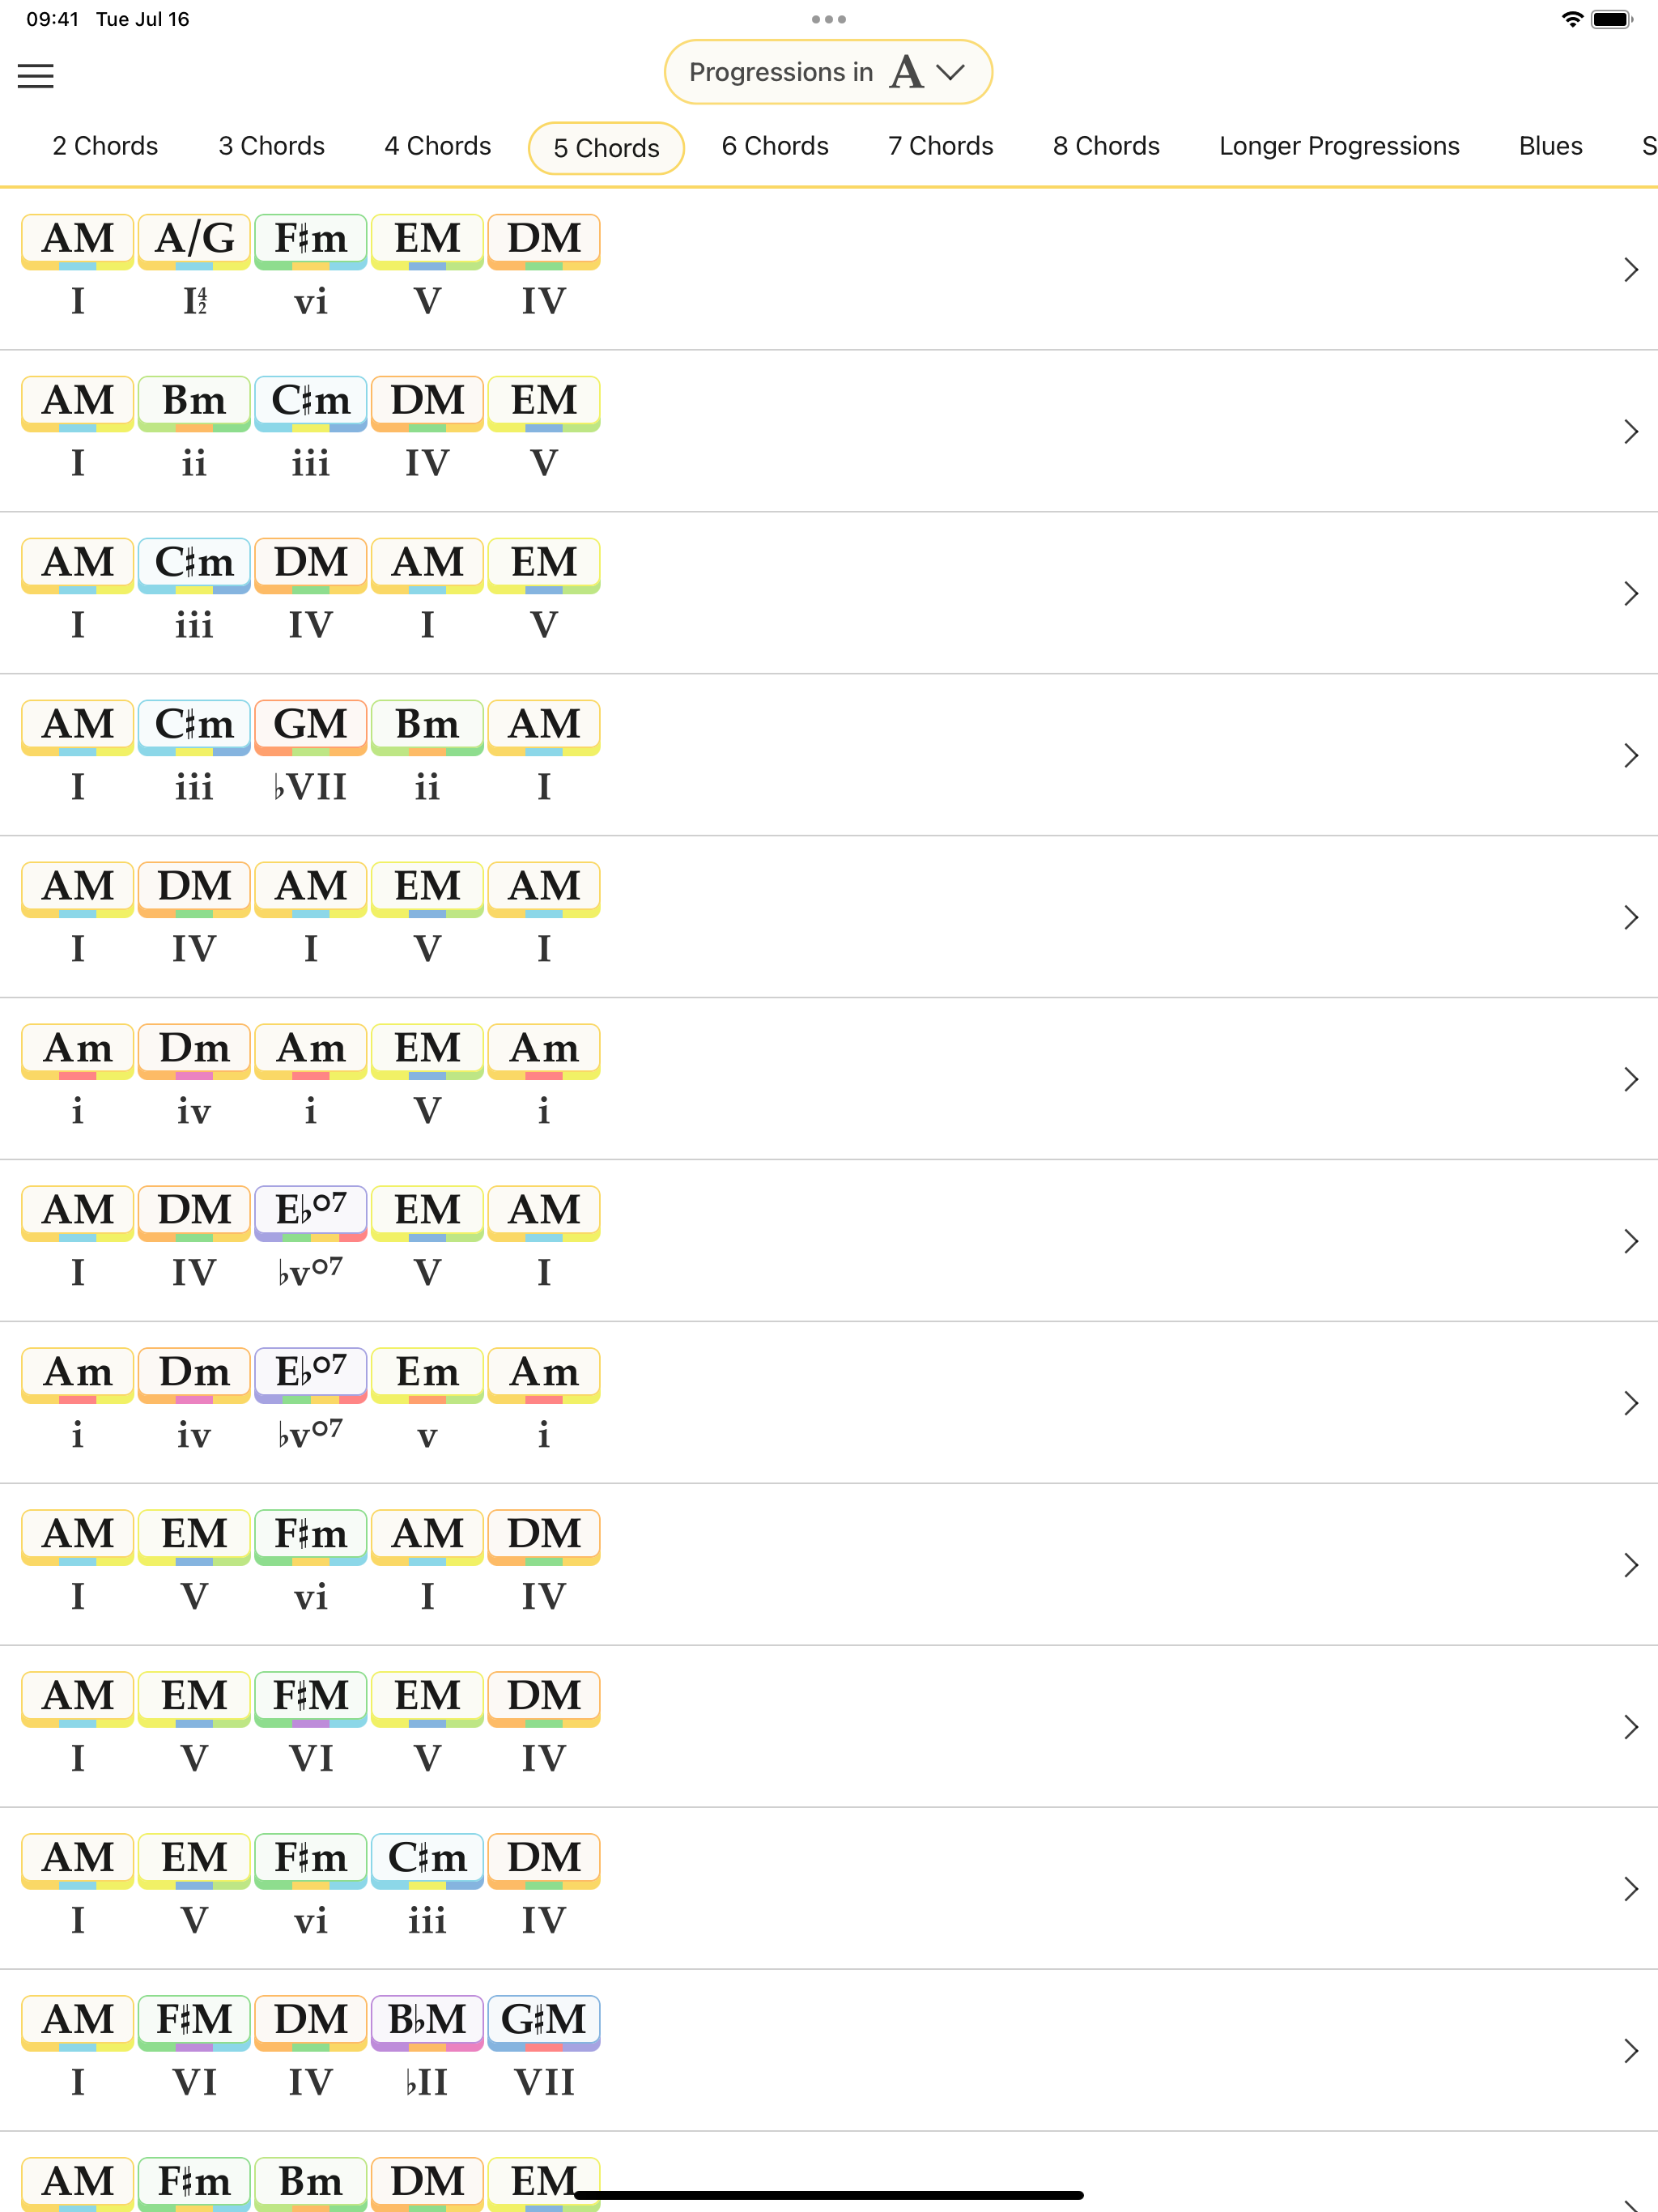 09:41 Tue Jul 16
Progressions in A
2 Chords 3 Chords 4 Chords 5 Chords 6 Chords 7 Chords 8 Chords Longer Progressions Blues S
AM A/G F♯m EM DM
I I42 vi V IV
AM Bm C♯m DM EM
I ii iii IV V
AM C♯m DM AM EM
I iii IV I V
AM C♯m GM Bm AM
I iii ♭VII ii I
AM DM AM EM AM
I IV I V I
Am Dm Am EM Am
i iv i V i
AM DM E♭o7 EM AM
I IV ♭vo7 V I
Am Dm E♭o7 Em Am
i iv ♭vo7 v i
AM EM F♯m AM DM
I V vi I IV
AM EM F♯M EM DM
I V VI V IV
AM EM F♯m C♯m DM
I V vi iii IV
AM F♯M DM B♭M G♯M
I VI IV ♭II VII
AM F♯m Bm DM EM